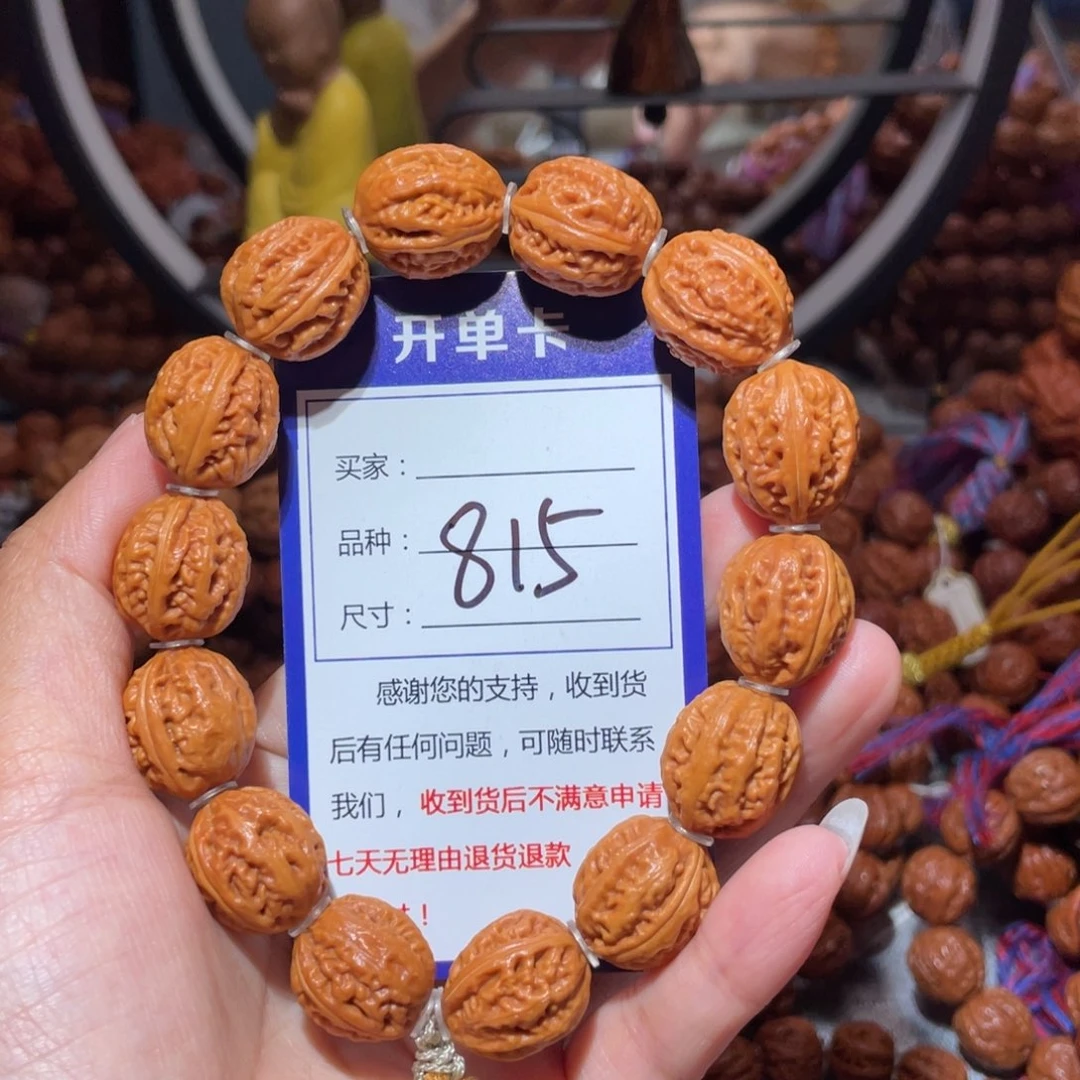 开单卡
买家：
品种：
815
尺寸：
感谢您的支持，收到货
后有任何问题，可随时联系
我们，收到货后不满意申请
七天无理由退货退款
！